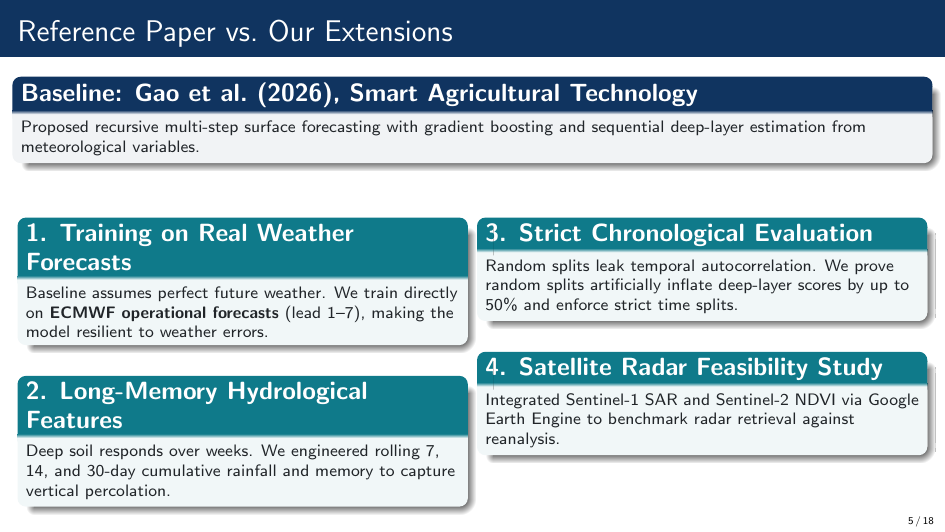 Reference Paper vs. Our Extensions
Baseline: Gao et al. (2026), Smart Agricultural Technology
Proposed recursive multi-step surface forecasting with gradient boosting and sequential deep-layer estimation from
meteorological variables.
1. Training on Real Weather
Forecasts
Baseline assumes perfect future weather. We train directly
on ECMWF operational forecasts (lead 1–7), making the
model resilient to weather errors.
2. Long-Memory Hydrological
Features
Deep soil responds over weeks. We engineered rolling 7,
14, and 30-day cumulative rainfall and memory to capture
vertical percolation.
3. Strict Chronological Evaluation
Random splits leak temporal autocorrelation. We prove
random splits artificially inflate deep-layer scores by up to
50% and enforce strict time splits.
4. Satellite Radar Feasibility Study
Integrated Sentinel-1 SAR and Sentinel-2 NDVI via Google
Earth Engine to benchmark radar retrieval against
reanalysis.
5 / 18